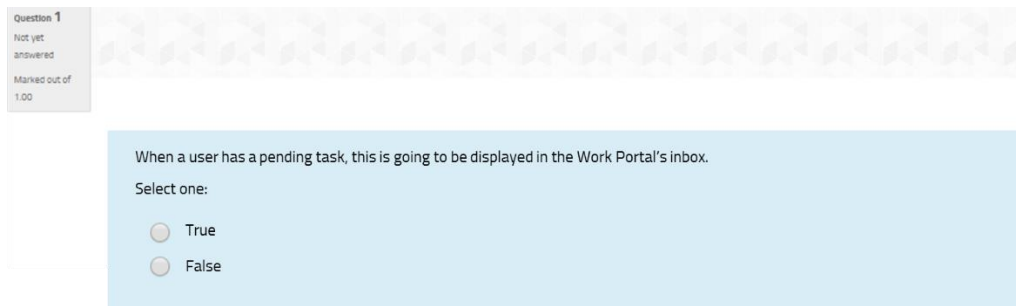 Question 1
Not yet
answered
Marked out of
1.00
When a user has a pending task, this is going to be displayed in the Work Portal's inbox.
Select one:
True
False